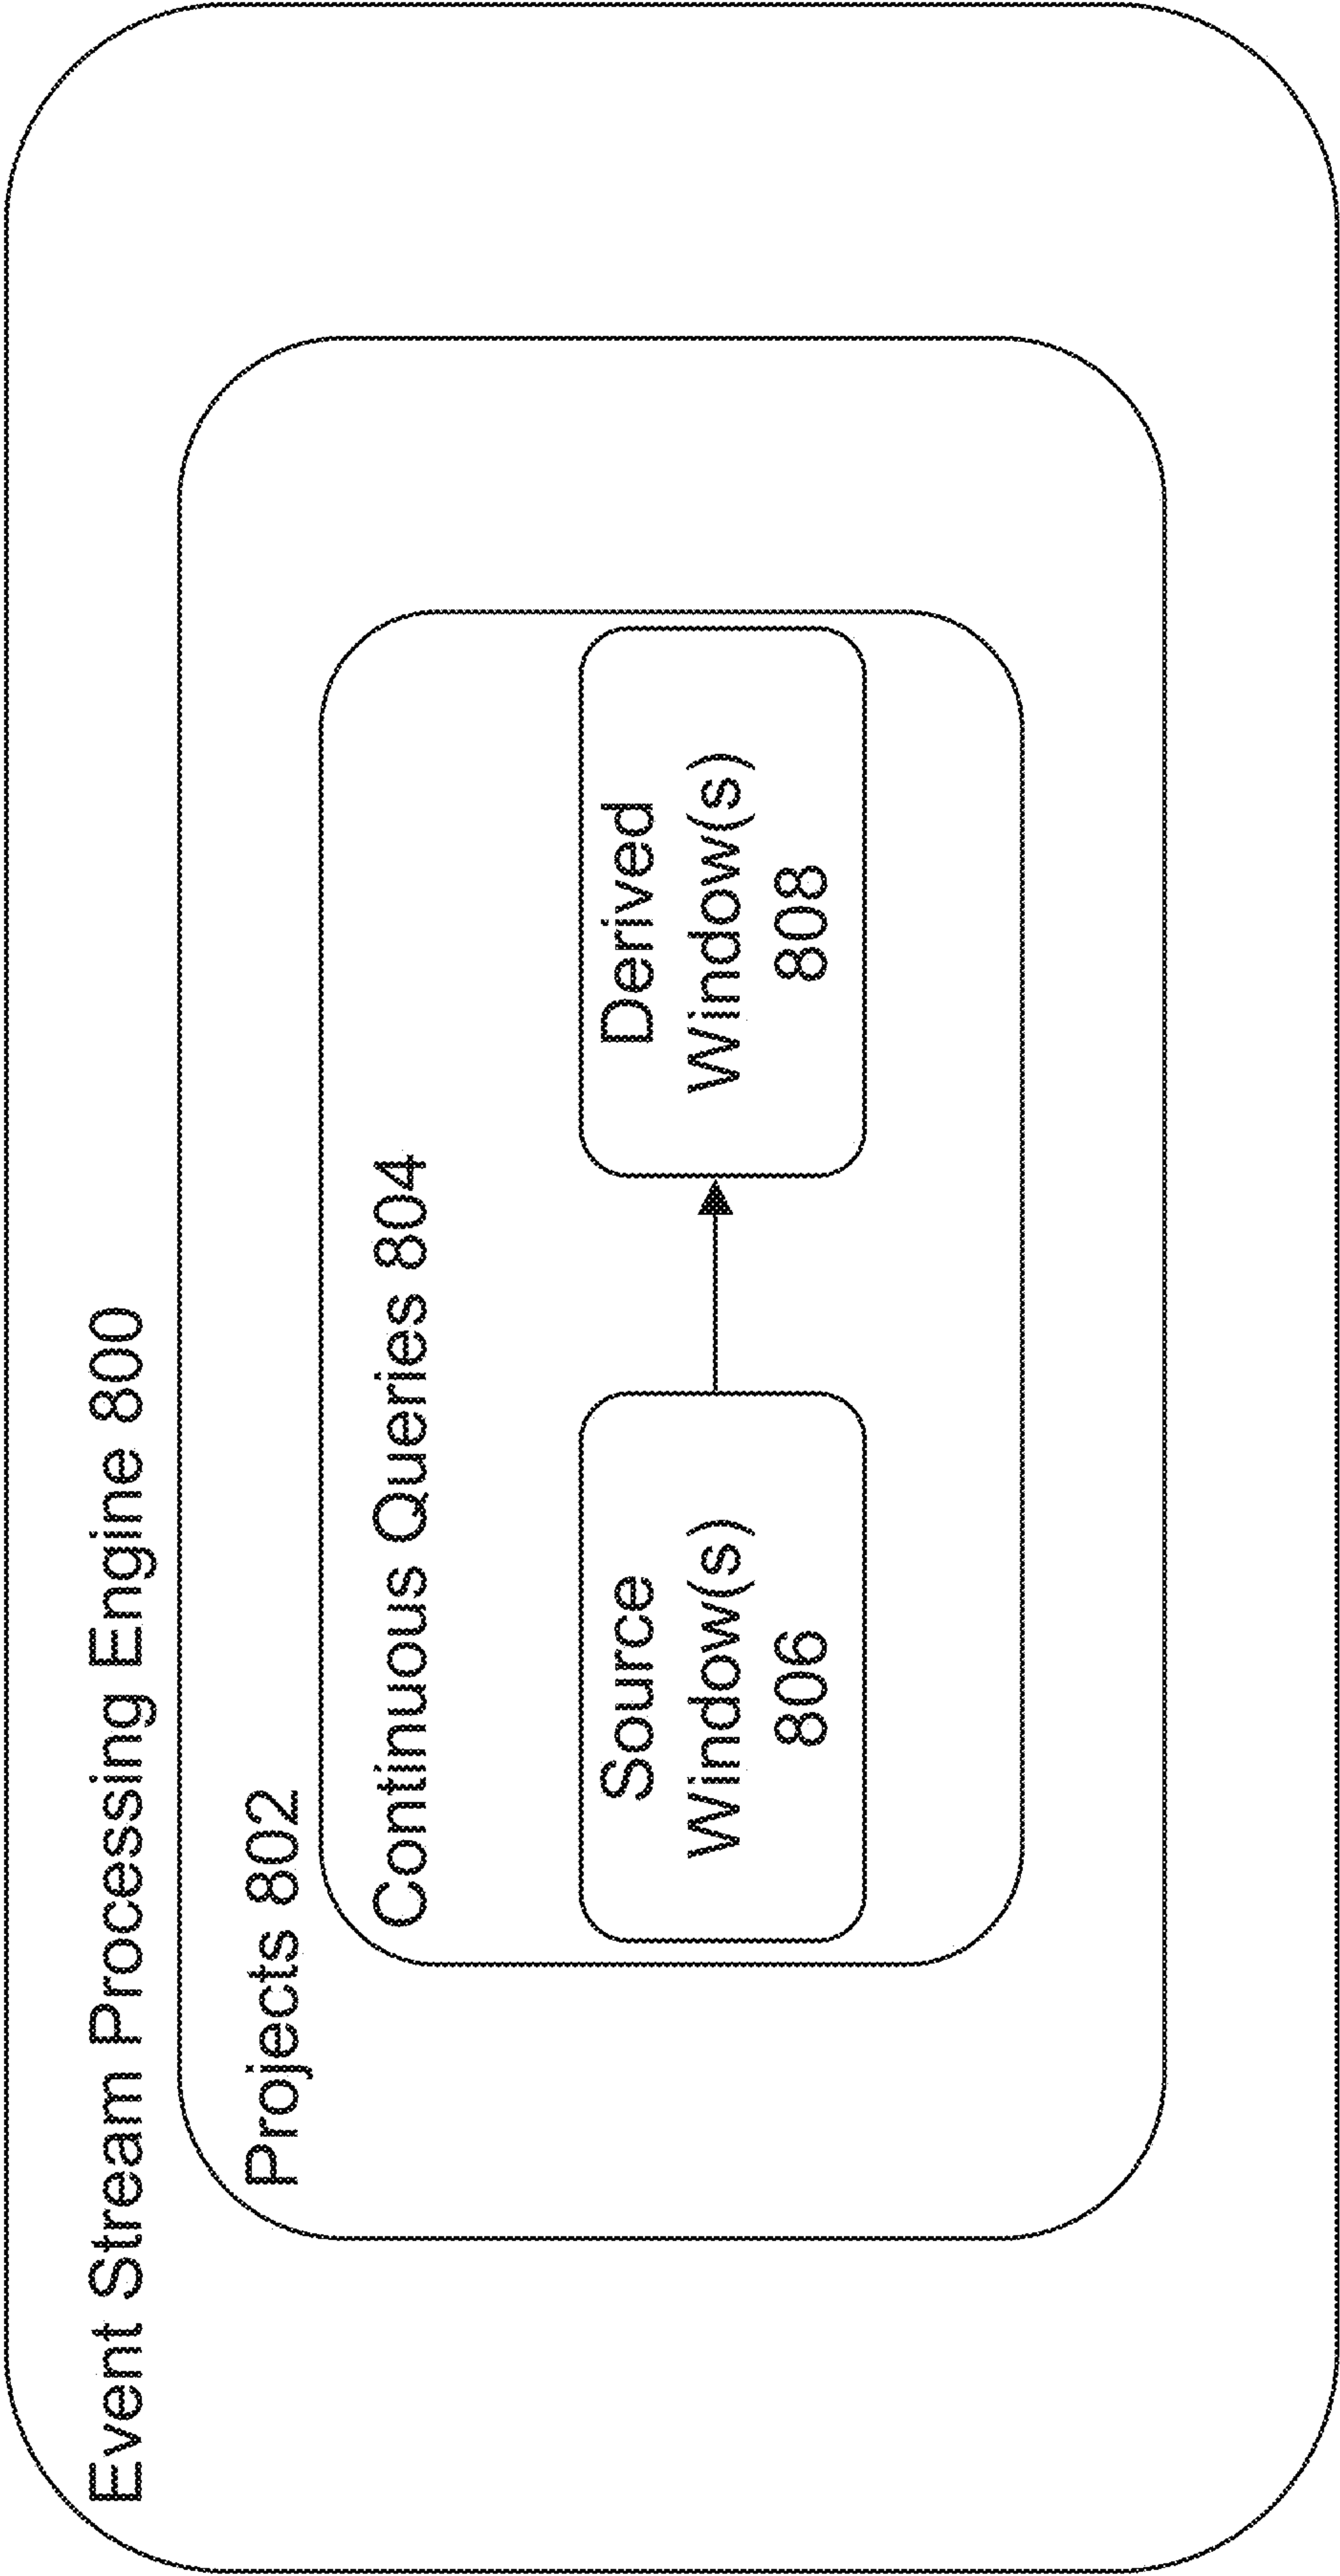 Event Stream Processing Engine 800
Projects 802
Continuous Queries 804
Source
Window(s)
806
Derived
Window(s)
808